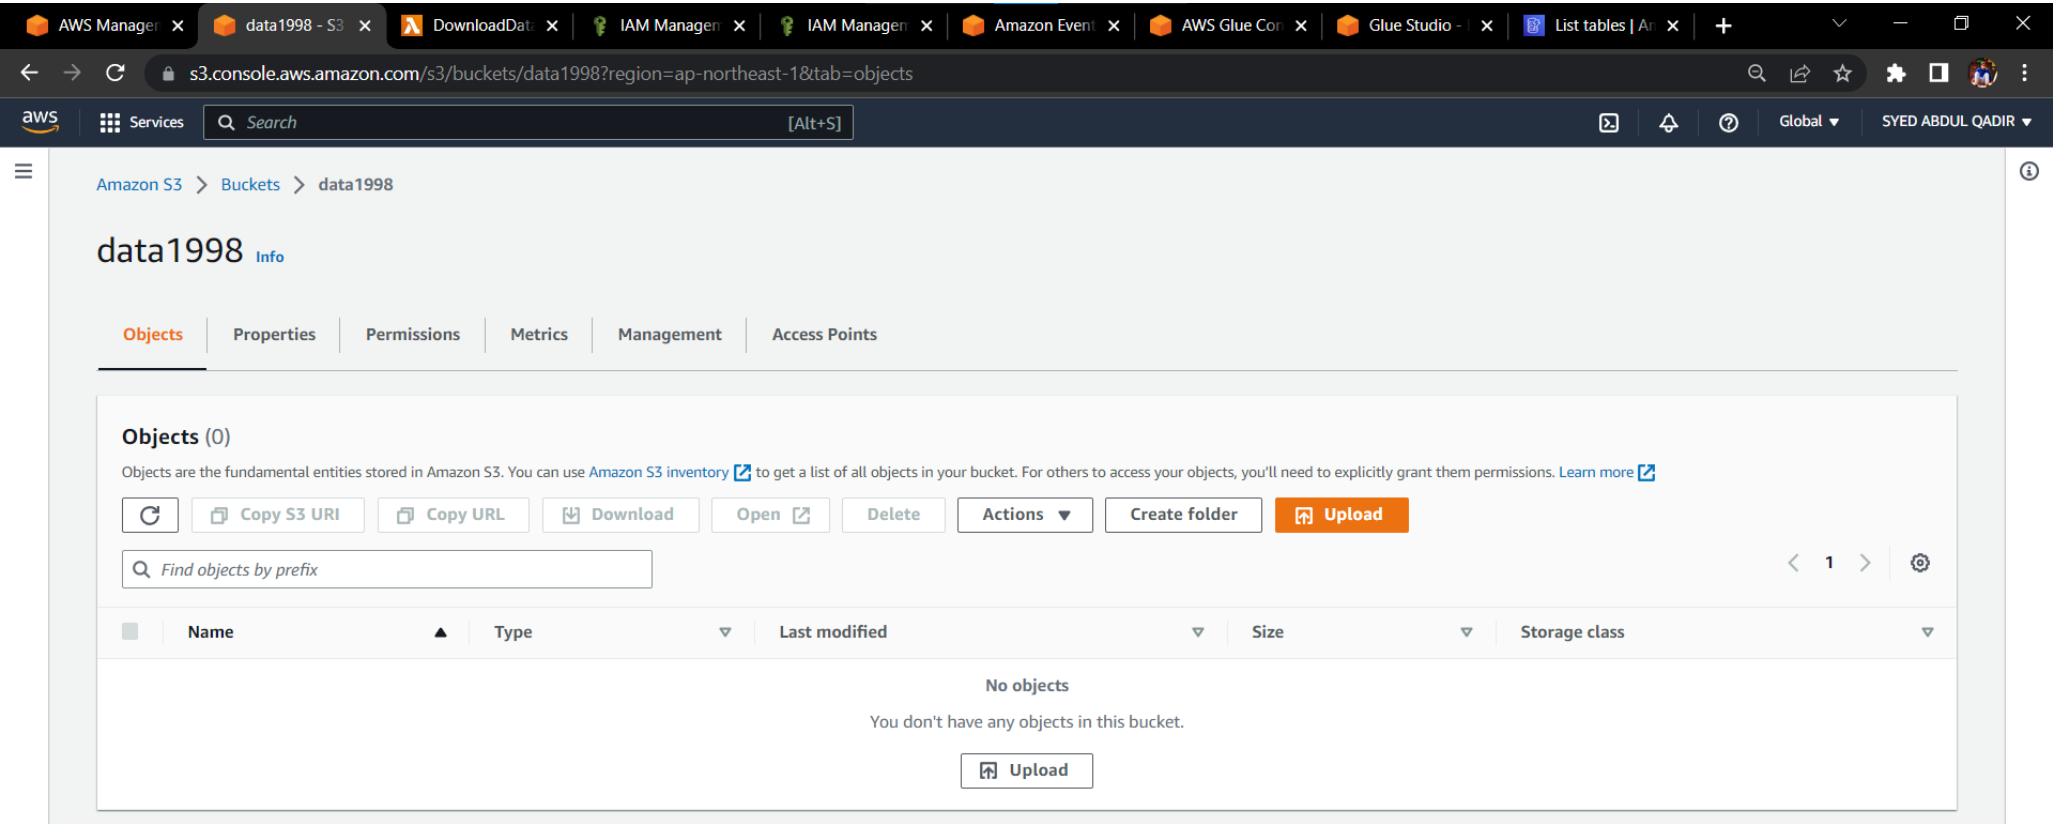 AWS Managen data1998 - S3 DownloadData IAM Managem IAM Managem Amazon Event AWS Glue Con Glue Studio - List tables | Am
s3.console.aws.amazon.com/s3/buckets/data1998?region=ap-northeast-1&tab=objects
aws Services Search [Alt+S] Global SYED ABDUL QADIR
Amazon S3 > Buckets > data1998
data1998 Info
Objects Properties Permissions Metrics Management Access Points
Objects (0)
Objects are the fundamental entities stored in Amazon S3. You can use Amazon S3 inventory to get a list of all objects in your bucket. For others to access your objects, you'll need to explicitly grant them permissions. Learn more
Copy S3 URI Copy URL Download Open Delete Actions Create folder Upload
Find objects by prefix < 1 >
Name Type Last modified Size Storage class
No objects
You don't have any objects in this bucket.
Upload